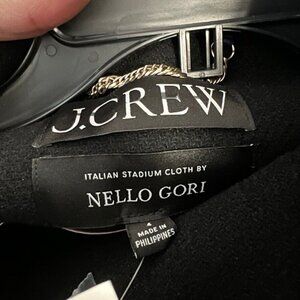 J.CREW
ITALIAN STADIUM CLOTH BY
NELLO GORI
4
MADE IN
PHILIPPINES